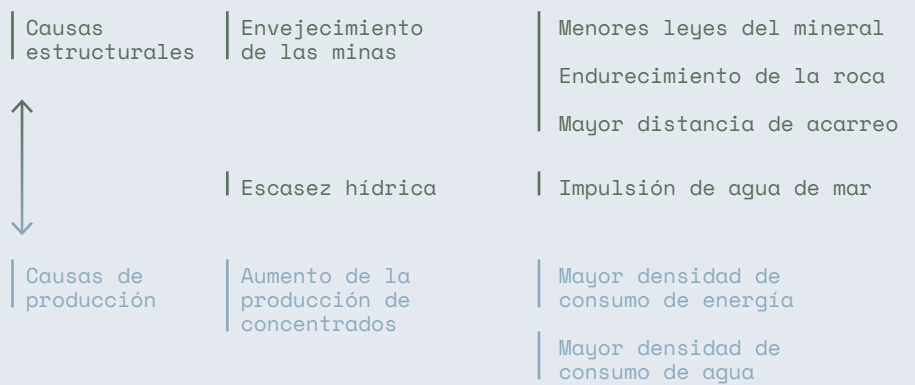 Causas
estructurales
Envejecimiento
de las minas
Menores leyes del mineral
Endurecimiento de la roca
Mayor distancia de acarreo
Escasez hídrica
Impulsión de agua de mar
Causas de
producción
Aumento de la
producción de
concentrados
Mayor densidad de
consumo de energía
Mayor densidad de
consumo de agua